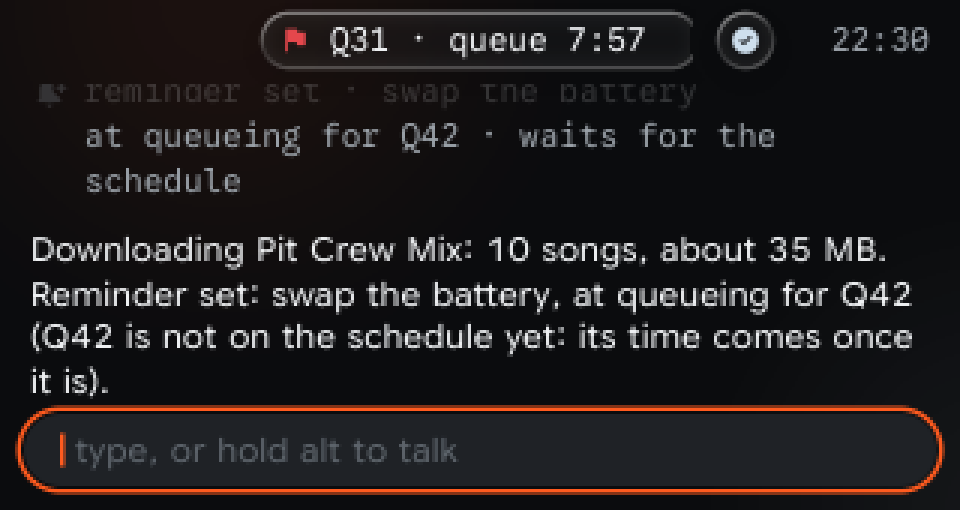 Q31 · queue 7:57
22:30
reminder set · swap the battery
at queueing for Q42 · waits for the
schedule
Downloading Pit Crew Mix: 10 songs, about 35 MB.
Reminder set: swap the battery, at queueing for Q42
(Q42 is not on the schedule yet: its time comes once
it is).
type, or hold alt to talk